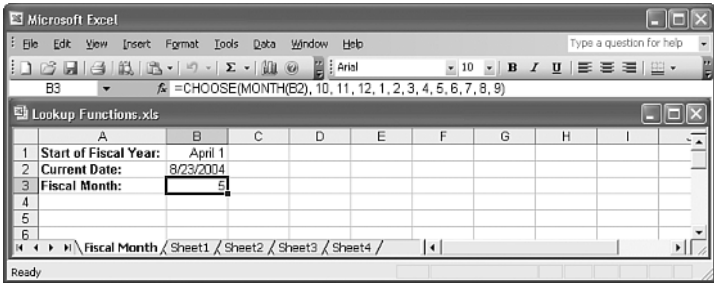 Microsoft Excel
File Edit View Insert Format Tools Data Window Help Type a question for help
Arial 10 B I U
B3 fx =CHOOSE(MONTH(B2), 10, 11, 12, 1, 2, 3, 4, 5, 6, 7, 8, 9)
Lookup Functions.xls
A B C D E F G H I
1 Start of Fiscal Year: April 1
2 Current Date: 8/23/2004
3 Fiscal Month: 5
4
5
6
Fiscal Month Sheet1 Sheet2 Sheet3 Sheet4
Ready